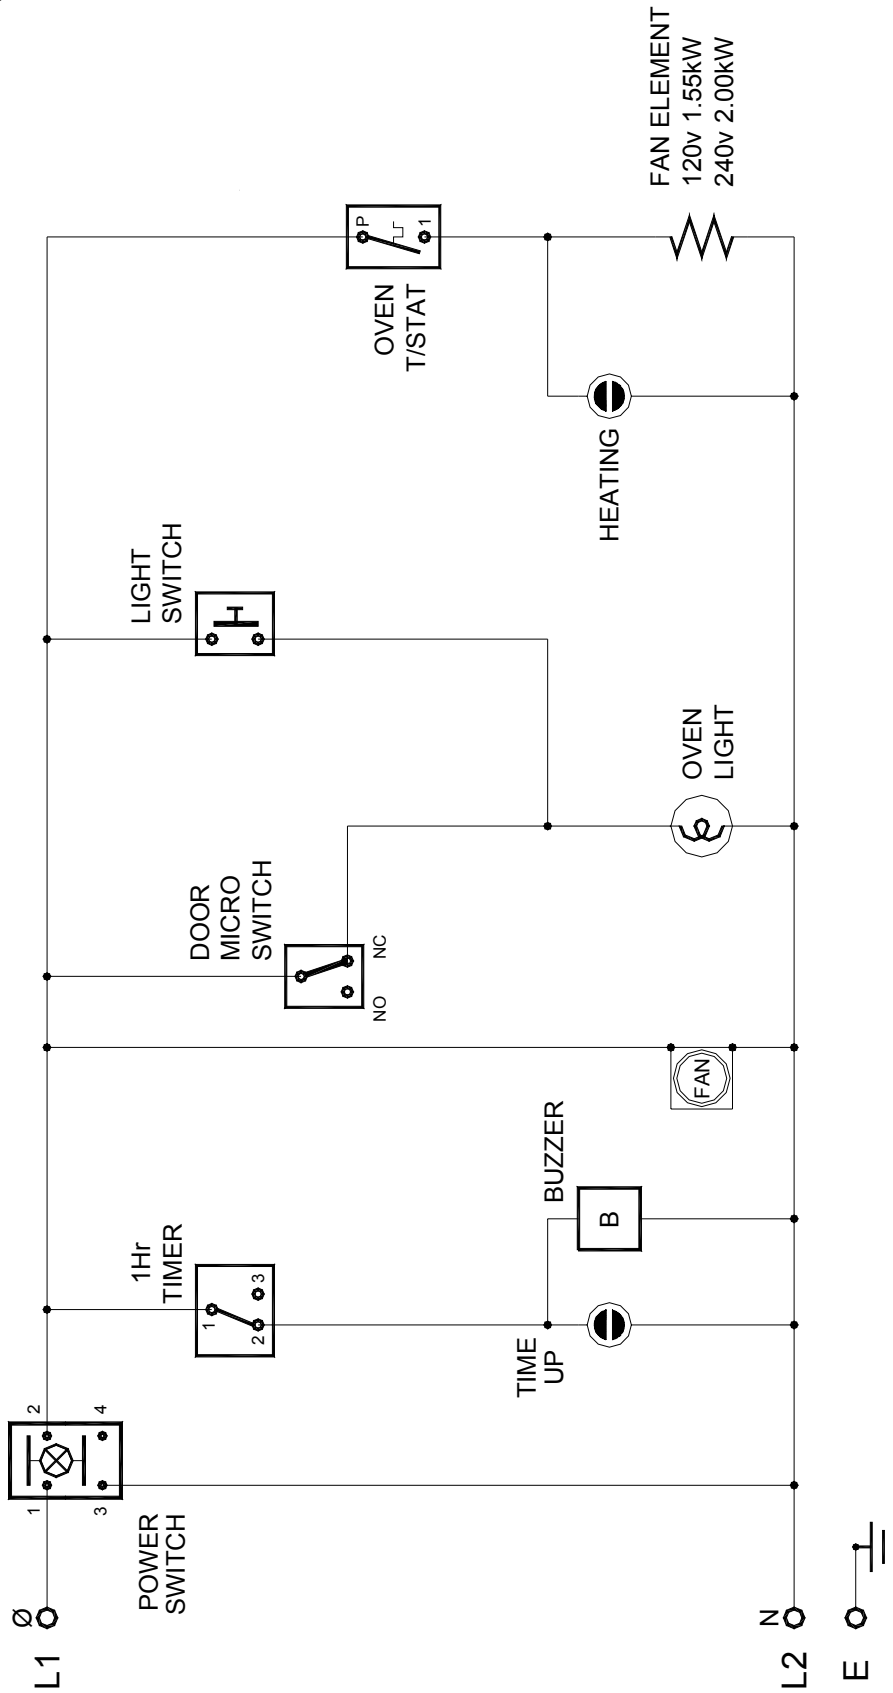 L1
Ø
POWER
SWITCH
1
2
3
4
1Hr
TIMER
1
2
3
TIME
UP
BUZZER
B
FAN
DOOR
MICRO
SWITCH
NO
NC
LIGHT
SWITCH
OVEN
LIGHT
OVEN
T/STAT
P
1
HEATING
FAN ELEMENT
120v 1.55kW
240v 2.00kW
L2
N
E